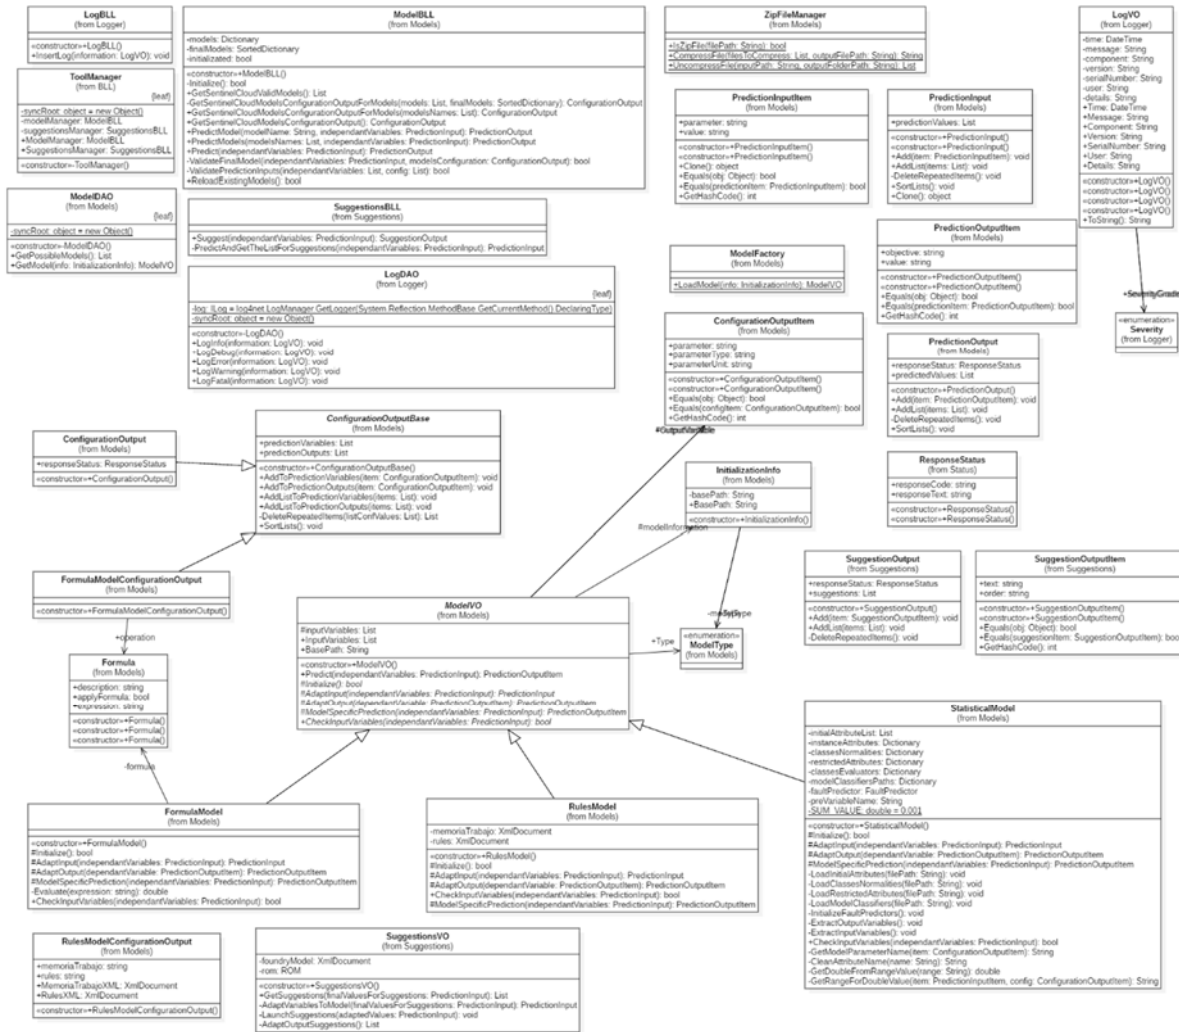 LogBLL
(from Logger)
«constructor»+LogBLL()
+InsertLog(information: LogVO): void
ToolManager
(from BLL)
{leaf}
-syncRoot: object = new Object()
-modelManager: ModelBLL
-suggestionsManager: SuggestionsBLL
+ModelManager: ModelBLL
+SuggestionsManager: SuggestionsBLL
«constructor»-ToolManager()
ModelDAO
(from Models)
{leaf}
-syncRoot: object = new Object()
«constructor»-ModelDAO()
+GetPossibleModels(): List
+GetModel(info: InitializationInfo): ModelVO
ModelBLL
(from Models)
-models: Dictionary
-finalModels: SortedDictionary
-initializated: bool
«constructor»+ModelBLL()
-Initialize(): bool
+GetSentinelCloudValidModels(): List
-GetSentinelCloudModelsConfigurationOutputForModels(models: List, finalModels: SortedDictionary): ConfigurationOutput
+GetSentinelCloudModelsConfigurationOutputForModels(modelsNames: List): ConfigurationOutput
+GetSentinelCloudModelsConfigurationOutput(): ConfigurationOutput
+PredictModel(modelName: String, independantVariables: PredictionInput): PredictionOutput
+PredictModels(modelsNames: List, independantVariables: PredictionInput): PredictionOutput
+Predict(independantVariables: PredictionInput): PredictionOutput
-ValidateFinalModel(independantVariables: PredictionInput, modelsConfiguration: ConfigurationOutput): bool
-ValidatePredictionInputs(independantVariables: List, config: List): bool
+ReloadExistingModels(): bool
SuggestionsBLL
(from Suggestions)
+Suggest(independantVariables: PredictionInput): SuggestionOutput
-PredictAndGetTheListForSuggestions(independantVariables: PredictionInput): PredictionInput
LogDAO
(from Logger)
{leaf}
-log: ILog = log4net.LogManager.GetLogger(System.Reflection.MethodBase.GetCurrentMethod().DeclaringType)
-syncRoot: object = new Object()
«constructor»-LogDAO()
+LogInfo(information: LogVO): void
+LogDebug(information: LogVO): void
+LogError(information: LogVO): void
+LogWarning(information: LogVO): void
+LogFatal(information: LogVO): void
ZipFileManager
(from Models)
+IsZipFile(filePath: String): bool
+CompressFile(filesToCompress: List, outputFilePath: String): String
+UncompressFile(inputPath: String, outputFolderPath: String): List
PredictionInputItem
(from Models)
+parameter: string
+value: string
«constructor»+PredictionInputItem()
«constructor»+PredictionInputItem()
+Clone(): object
+Equals(obj: Object): bool
+Equals(predictionItem: PredictionInputItem): bool
+GetHashCode(): int
PredictionInput
(from Models)
+predictionValues: List
«constructor»+PredictionInput()
«constructor»+PredictionInput()
+Add(item: PredictionInputItem): void
+AddList(items: List): void
-DeleteRepeatedItems(): void
+SortLists(): void
+Clone(): object
LogVO
(from Logger)
-time: DateTime
-message: String
-component: String
-version: String
-serialNumber: String
-user: String
-details: String
+Time: DateTime
+Message: String
+Component: String
+Version: String
+SerialNumber: String
+User: String
+Details: String
«constructor»+LogVO()
«constructor»+LogVO()
«constructor»+LogVO()
«constructor»+LogVO()
+ToString(): String
«enumeration»
Severity
(from Logger)
ModelFactory
(from Models)
+LoadModel(info: InitializationInfo): ModelVO
PredictionOutputItem
(from Models)
+objective: string
+value: string
«constructor»+PredictionOutputItem()
«constructor»+PredictionOutputItem()
+Equals(obj: Object): bool
+Equals(predictionItem: PredictionOutputItem): bool
+GetHashCode(): int
ConfigurationOutputItem
(from Models)
+parameter: string
+parameterType: string
+parameterUnit: string
«constructor»+ConfigurationOutputItem()
«constructor»+ConfigurationOutputItem()
+Equals(obj: Object): bool
+Equals(configItem: ConfigurationOutputItem): bool
+GetHashCode(): int
PredictionOutput
(from Models)
+responseStatus: ResponseStatus
+predictedValues: List
«constructor»+PredictionOutput()
+Add(item: PredictionOutputItem): void
+AddList(items: List): void
-DeleteRepeatedItems(): void
+SortLists(): void
ConfigurationOutput
(from Models)
+responseStatus: ResponseStatus
«constructor»+ConfigurationOutput()
ConfigurationOutputBase
(from Models)
+predictionVariables: List
+predictionOutputs: List
«constructor»+ConfigurationOutputBase()
+AddToPredictionVariables(item: ConfigurationOutputItem): void
+AddToPredictionOutputs(item: ConfigurationOutputItem): void
+AddListToPredictionVariables(items: List): void
+AddListToPredictionOutputs(items: List): void
-DeleteRepeatedItems(listConfValues: List): List
+SortLists(): void
InitializationInfo
(from Models)
-basePath: String
+BasePath: String
«constructor»+InitializationInfo()
#modelInformation
ResponseStatus
(from Status)
+responseCode: string
+responseText: string
«constructor»+ResponseStatus()
«constructor»+ResponseStatus()
FormulaModelConfigurationOutput
(from Models)
«constructor»+FormulaModelConfigurationOutput()
+operation
Formula
(from Models)
+description: string
+applyFormula: bool
+expression: string
«constructor»+Formula()
«constructor»+Formula()
«constructor»+Formula()
-formula
ModelVO
(from Models)
#inputVariables: List
+InputVariables: List
+BasePath: String
«constructor»+ModelVO()
+Predict(independantVariables: PredictionInput): PredictionOutputItem
#Initialize(): bool
#AdaptInput(independantVariables: PredictionInput): PredictionInput
#AdaptOutput(dependantVariable: PredictionOutputItem): PredictionOutputItem
#ModelSpecificPrediction(independantVariables: PredictionInput): PredictionOutputItem
+CheckInputVariables(independantVariables: PredictionInput): bool
+Type
«enumeration»
ModelType
(from Models)
SuggestionOutput
(from Suggestions)
+responseStatus: ResponseStatus
+suggestions: List
«constructor»+SuggestionOutput()
+Add(item: SuggestionOutputItem): void
+AddList(items: List): void
-DeleteRepeatedItems(): void
SuggestionOutputItem
(from Suggestions)
+text: string
+order: string
«constructor»+SuggestionOutputItem()
«constructor»+SuggestionOutputItem()
+Equals(obj: Object): bool
+Equals(suggestionItem: SuggestionOutputItem): bool
+GetHashCode(): int
StatisticalModel
(from Models)
-initialAttributeList: List
-instanceAttributes: Dictionary
-classesNormalities: Dictionary
-restrictedAttributes: Dictionary
-classesEvaluators: Dictionary
-modelClassifiersPaths: Dictionary
-faultPredictor: FaultPredictor
-preVariableName: String
-SUM_VALUE: double = 0.001
«constructor»+StatisticalModel()
#Initialize(): bool
#AdaptInput(independantVariables: PredictionInput): PredictionInput
#AdaptOutput(dependantVariable: PredictionOutputItem): PredictionOutputItem
#ModelSpecificPrediction(independantVariables: PredictionInput): PredictionOutputItem
-LoadInitialAttributes(filePath: String): void
-LoadClassesNormalities(filePath: String): void
-LoadRestrictedAttributes(filePath: String): void
-LoadModelClassifiers(filePath: String): void
-InitializeFaultPredictors(): void
-ExtractOutputVariables(): void
-ExtractInputVariables(): void
+CheckInputVariables(independantVariables: PredictionInput): bool
-GetModelParameterName(item: ConfigurationOutputItem): String
-CleanAttributeName(name: String): String
-GetDoubleFromRangeValue(range: String): double
-GetRangeForDoubleValue(item: PredictionInputItem, config: ConfigurationOutputItem): String
FormulaModel
(from Models)
«constructor»+FormulaModel()
#Initialize(): bool
#AdaptInput(independantVariables: PredictionInput): PredictionInput
#AdaptOutput(dependantVariable: PredictionOutputItem): PredictionOutputItem
#ModelSpecificPrediction(independantVariables: PredictionInput): PredictionOutputItem
-Evaluate(expression: string): double
+CheckInputVariables(independantVariables: PredictionInput): bool
RulesModel
(from Models)
-memoriaTrabajo: XmlDocument
-rules: XmlDocument
«constructor»+RulesModel()
#Initialize(): bool
#AdaptInput(independantVariables: PredictionInput): PredictionInput
#AdaptOutput(dependantVariable: PredictionOutputItem): PredictionOutputItem
+CheckInputVariables(independantVariables: PredictionInput): bool
#ModelSpecificPrediction(independantVariables: PredictionInput): PredictionOutputItem
RulesModelConfigurationOutput
(from Models)
+memoriaTrabajo: string
+rules: string
+MemoriaTrabajoXML: XmlDocument
+RulesXML: XmlDocument
«constructor»+RulesModelConfigurationOutput()
SuggestionsVO
(from Suggestions)
-foundryModel: XmlDocument
-rom: ROM
«constructor»+SuggestionsVO()
+GetSuggestions(finalValuesForSuggestions: PredictionInput): List
-AdaptVariablesToModel(finalValuesForSuggestions: PredictionInput): PredictionInput
-LaunchSuggestions(adaptedValues: PredictionInput): void
-AdaptOutputSuggestions(): List